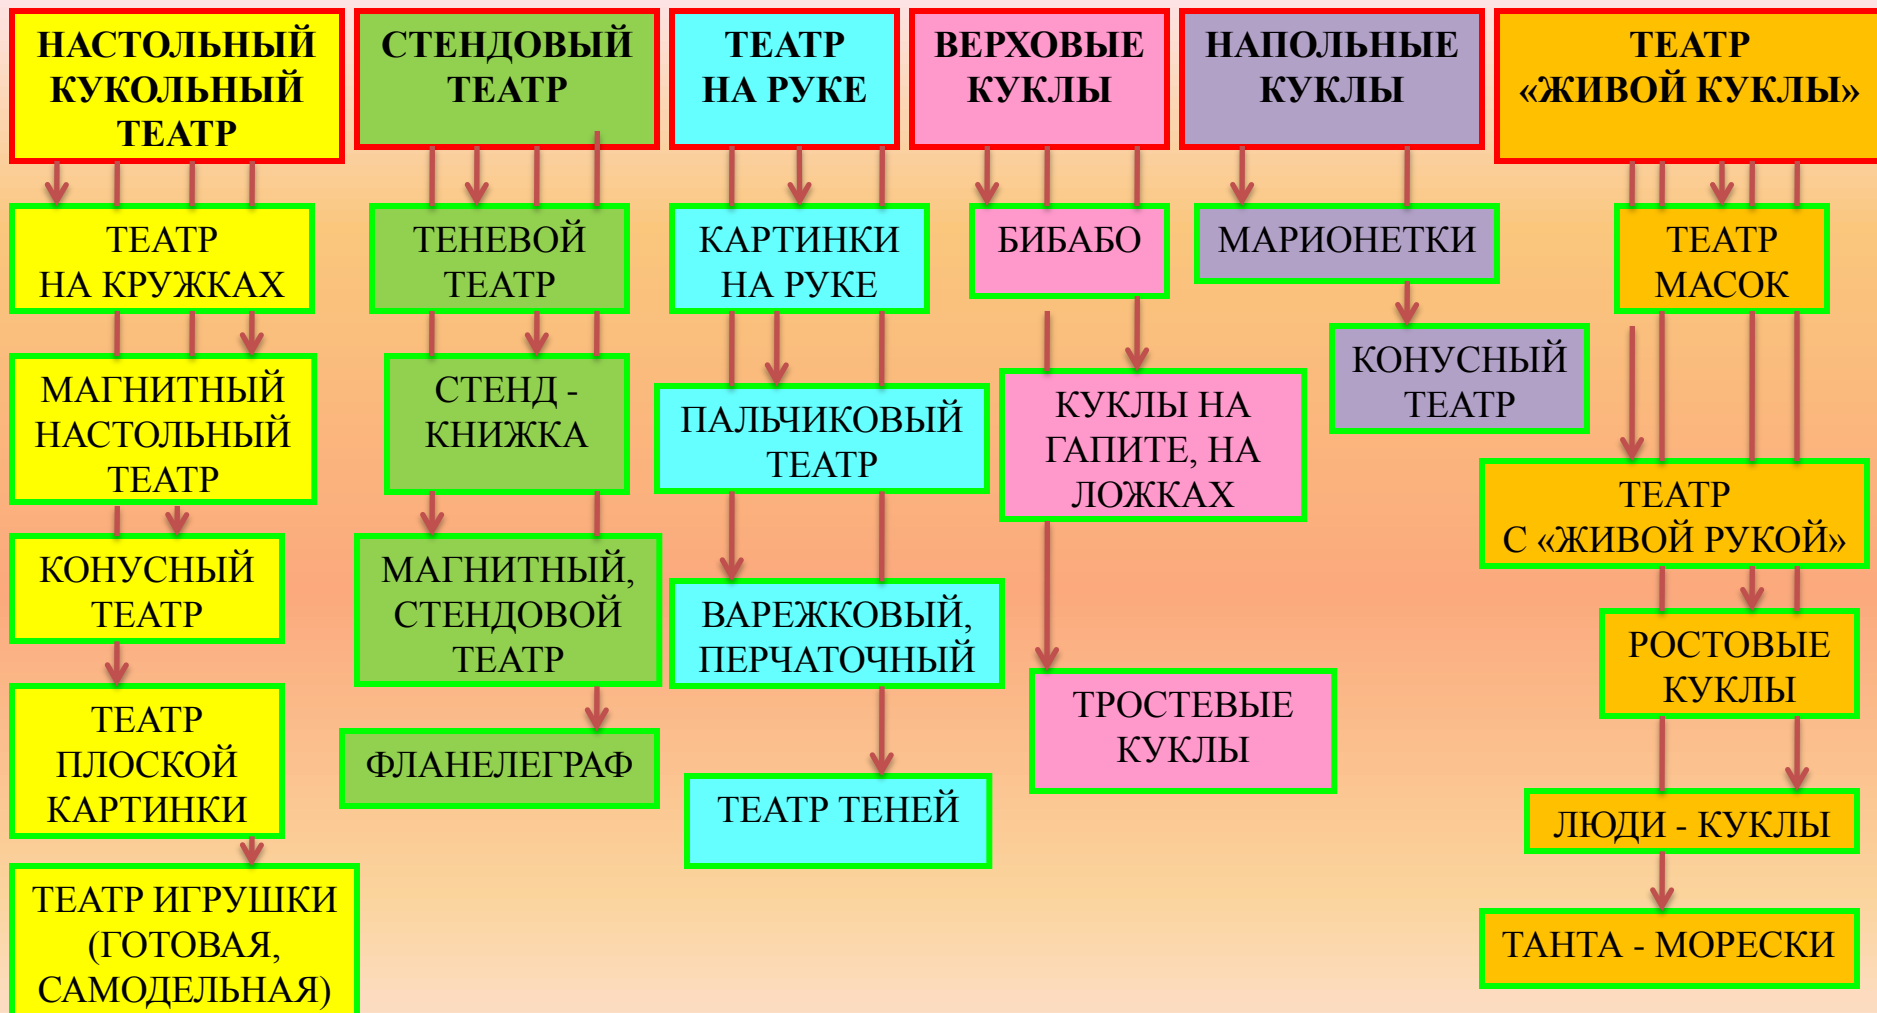 НАСТОЛЬНЫЙ
КУКОЛЬНЫЙ
ТЕАТР
ТЕАТР
НА КРУЖКАХ
МАГНИТНЫЙ
НАСТОЛЬНЫЙ
ТЕАТР
КОНУСНЫЙ
ТЕАТР
ТЕАТР
ПЛОСКОЙ
КАРТИНКИ
ТЕАТР ИГРУШКИ
(ГОТОВАЯ,
САМОДЕЛЬНАЯ)
СТЕНДОВЫЙ
ТЕАТР
ТЕНЕВОЙ
ТЕАТР
СТЕНД -
КНИЖКА
МАГНИТНЫЙ,
СТЕНДОВОЙ
ТЕАТР
ФЛАНЕЛЕГРАФ
ТЕАТР
НА РУКЕ
КАРТИНКИ
НА РУКЕ
ПАЛЬЧИКОВЫЙ
ТЕАТР
ВАРЕЖКОВЫЙ,
ПЕРЧАТОЧНЫЙ
ТЕАТР ТЕНЕЙ
ВЕРХОВЫЕ
КУКЛЫ
БИБАБО
КУКЛЫ НА
ГАПИТЕ, НА
ЛОЖКАХ
ТРОСТЕВЫЕ
КУКЛЫ
НАПОЛЬНЫЕ
КУКЛЫ
МАРИОНЕТКИ
КОНУСНЫЙ
ТЕАТР
ТЕАТР
«ЖИВОЙ КУКЛЫ»
ТЕАТР
МАСОК
ТЕАТР
С «ЖИВОЙ РУКОЙ»
РОСТОВЫЕ
КУКЛЫ
ЛЮДИ - КУКЛЫ
ТАНТА - МОРЕСКИ